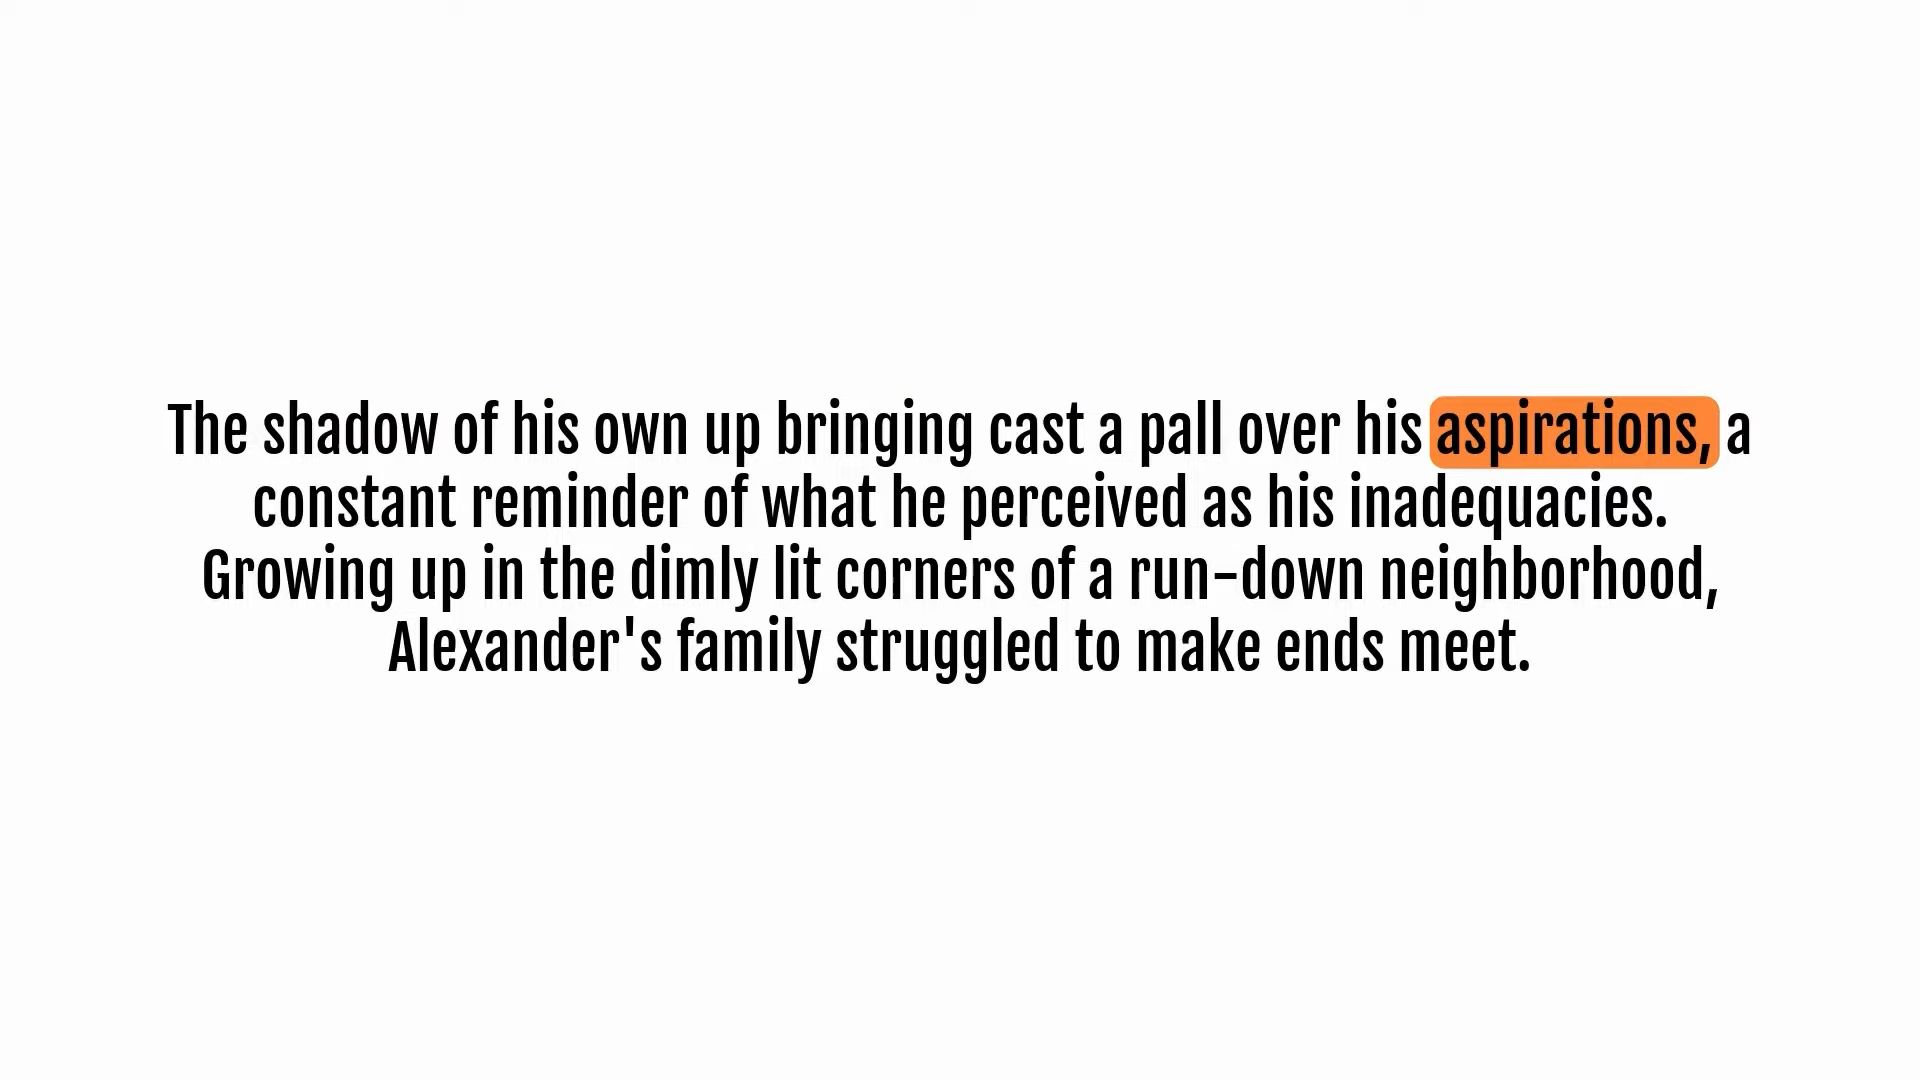 The shadow of his own up bringing cast a pall over his aspirations, a
constant reminder of what he perceived as his inadequacies.
Growing up in the dimly lit corners of a run-down neighborhood,
Alexander's family struggled to make ends meet.